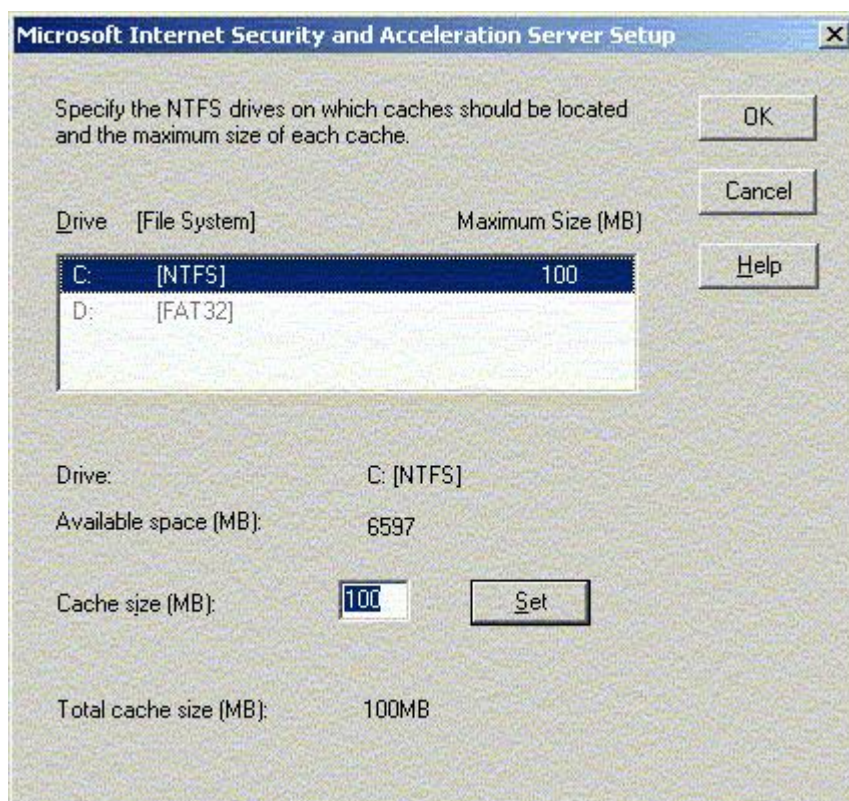 Microsoft Internet Security and Acceleration Server Setup
Specify the NTFS drives on which caches should be located
and the maximum size of each cache.
OK
Cancel
Help
Drive [File System] Maximum Size (MB)
C: [NTFS] 100
D: [FAT32]
Drive: C: [NTFS]
Available space (MB): 6597
Cache size (MB): 100 Set
Total cache size (MB): 100MB